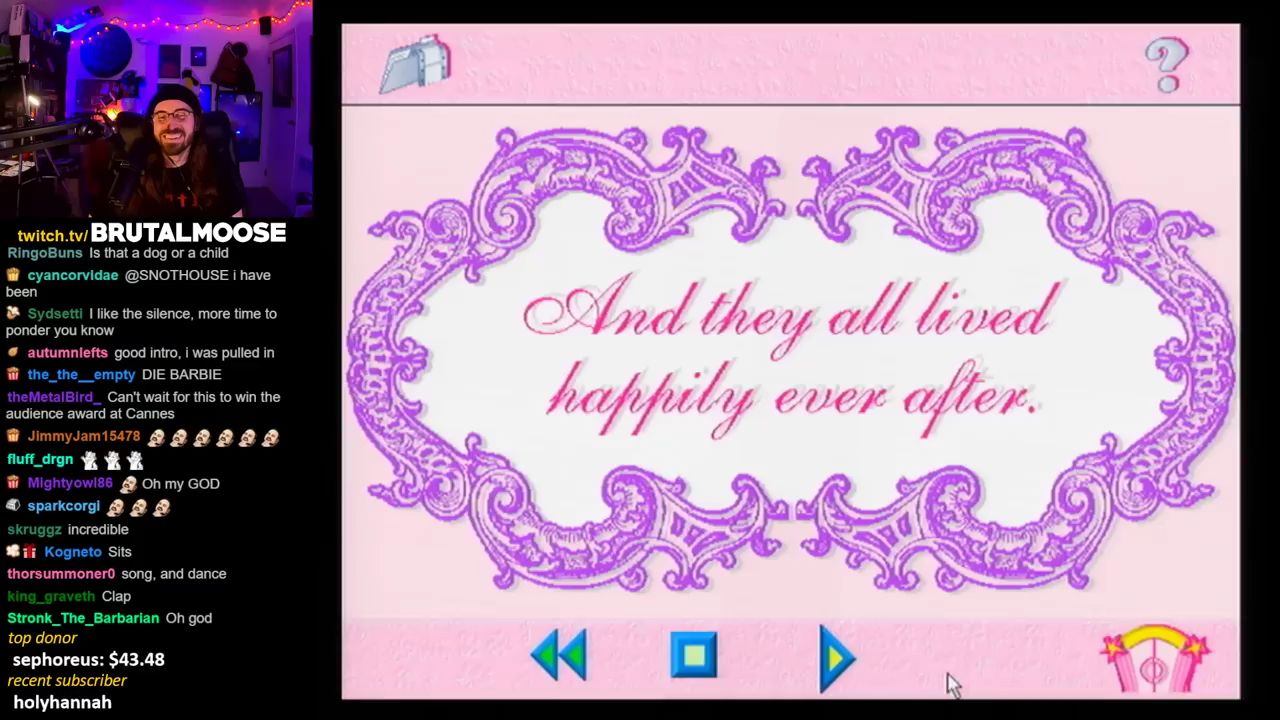 twitch.tv/BRUTALMOOSE
RingoBuns Is that a dog or a child
cyancorvidae @SNOTHOUSE i have
been
Sydsetti I like the silence, more time to
ponder you know
autumnlefts good intro, i was pulled in
the_the__empty DIE BARBIE
theMetalBird_ Can't wait for this to win the
audience award at Cannes
JimmyJam15478
fluff_drgn
Mightyowl86 Oh my GOD
sparkcorgi
skruggz incredible
Kogneto Sits
thorsummoner0 song, and dance
king_graveth Clap
Stronk_The_Barbarian Oh god
top donor
sephoreus: $43.48
recent subscriber
holyhannah
And they all lived
happily ever after.
?